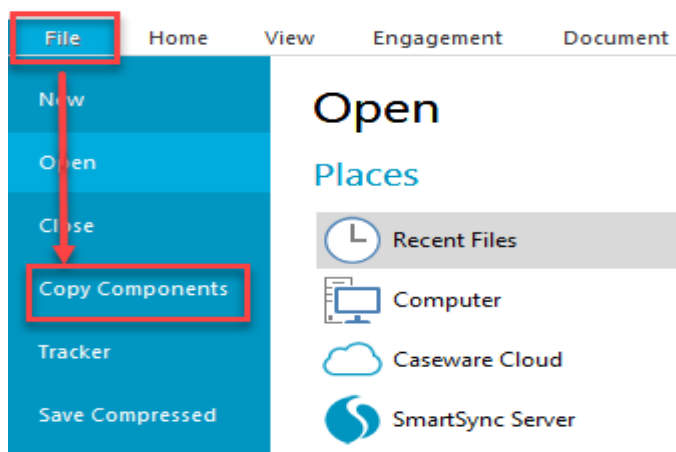 File Home View Engagement Document
New
Open
Close
Copy Components
Tracker
Save Compressed
Open
Places
Recent Files
Computer
Caseware Cloud
SmartSync Server